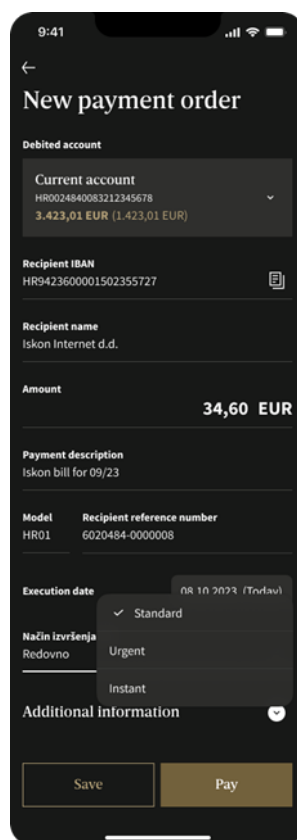 9:41
New payment order
Debited account
Current account
HR0024840083212345678
3.423,01 EUR (1.423,01 EUR)
Recipient IBAN
HR9423600001502355727
Recipient name
Iskon Internet d.d.
Amount
34,60 EUR
Payment description
Iskon bill for 09/23
Model Recipient reference number
HR01 6020484-0000008
Execution date 08.10.2023. (Today)
Standard
Način izvršenja
Redovno
Urgent
Instant
Additional information
Save Pay